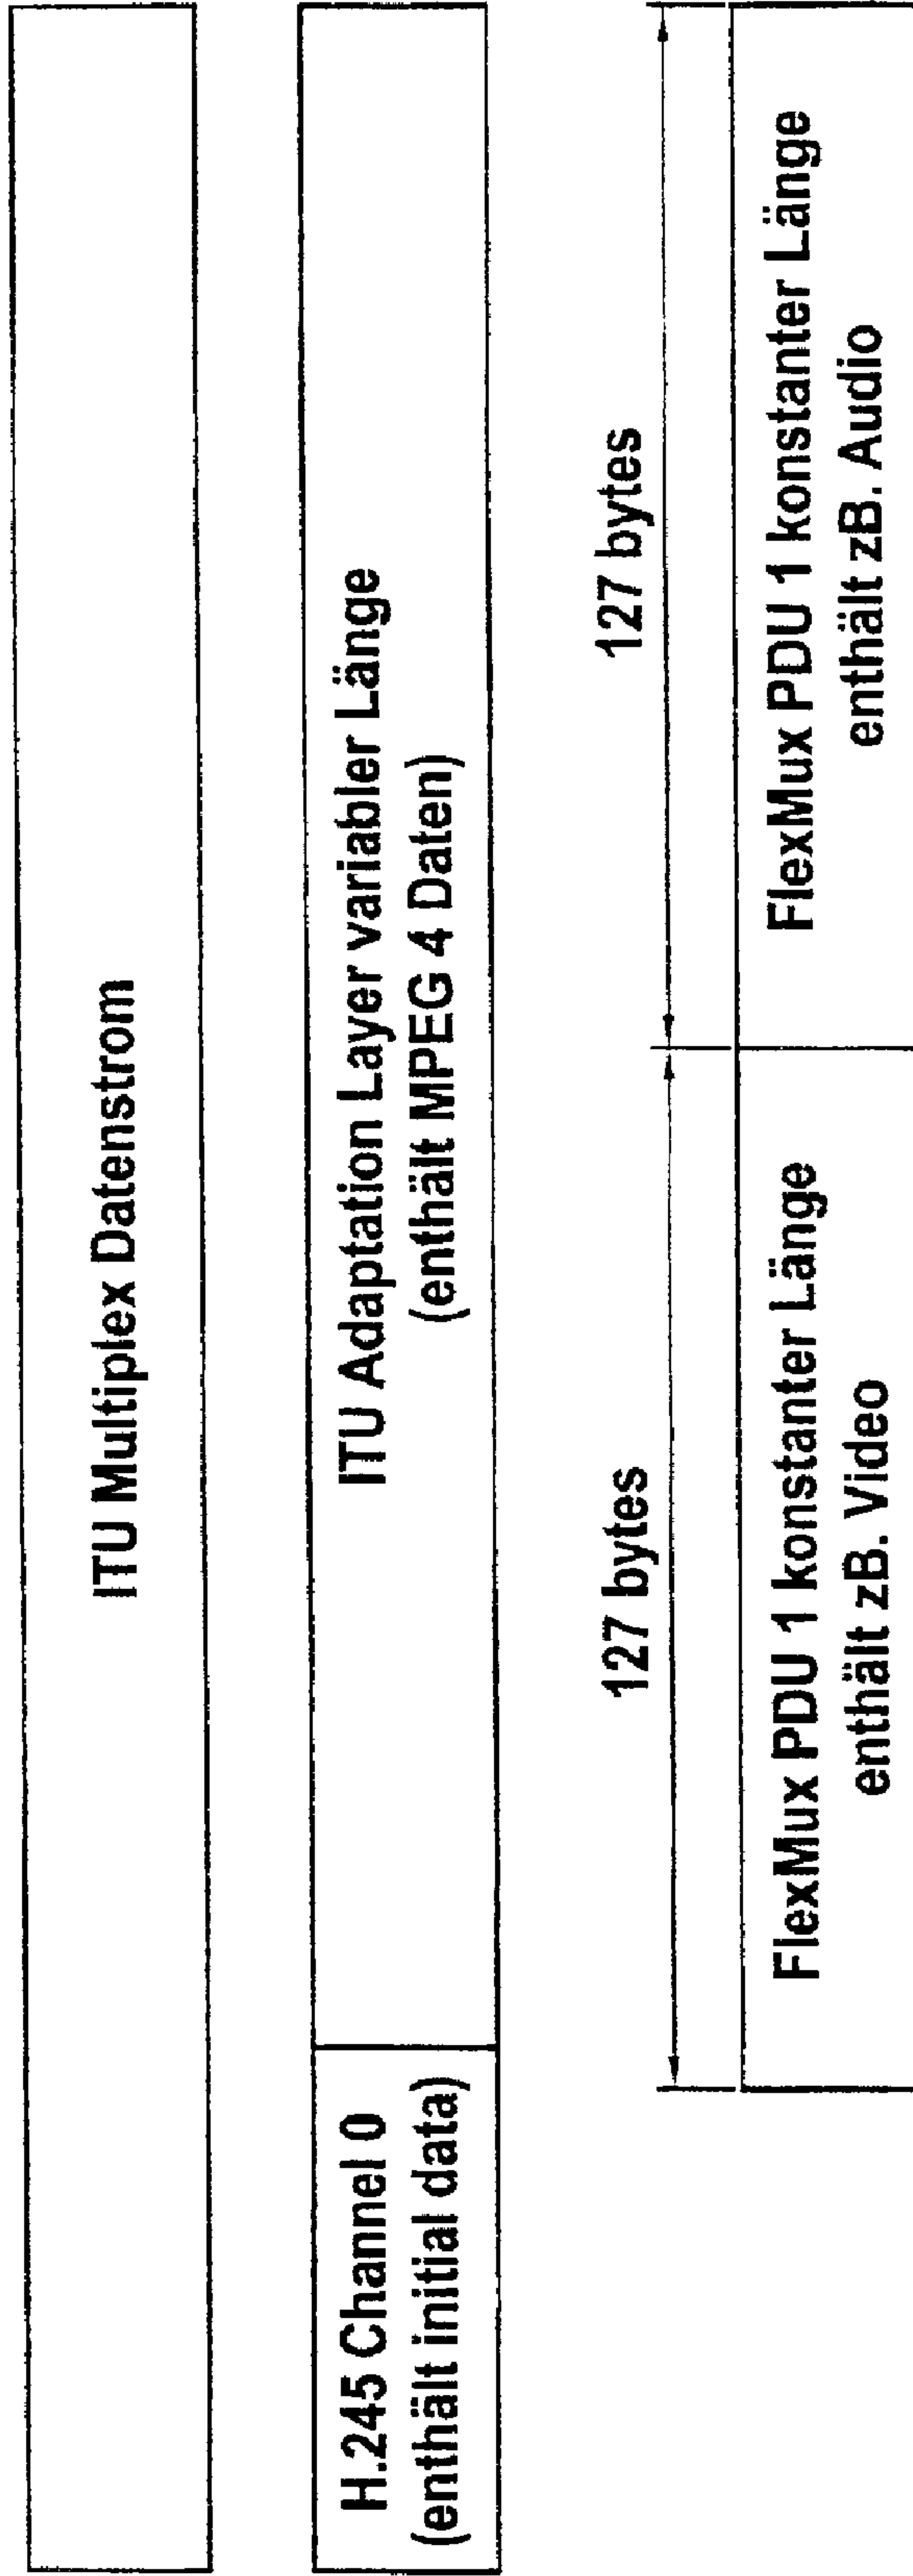 ITU Multiplex Datenstrom
H.245 Channel 0
(enthält initial data)
ITU Adaptation Layer variabler Länge
(enthält MPEG 4 Daten)
127 bytes
127 bytes
FlexMux PDU 1 konstanter Länge
enthält zB. Video
FlexMux PDU 1 konstanter Länge
enthält zB. Audio